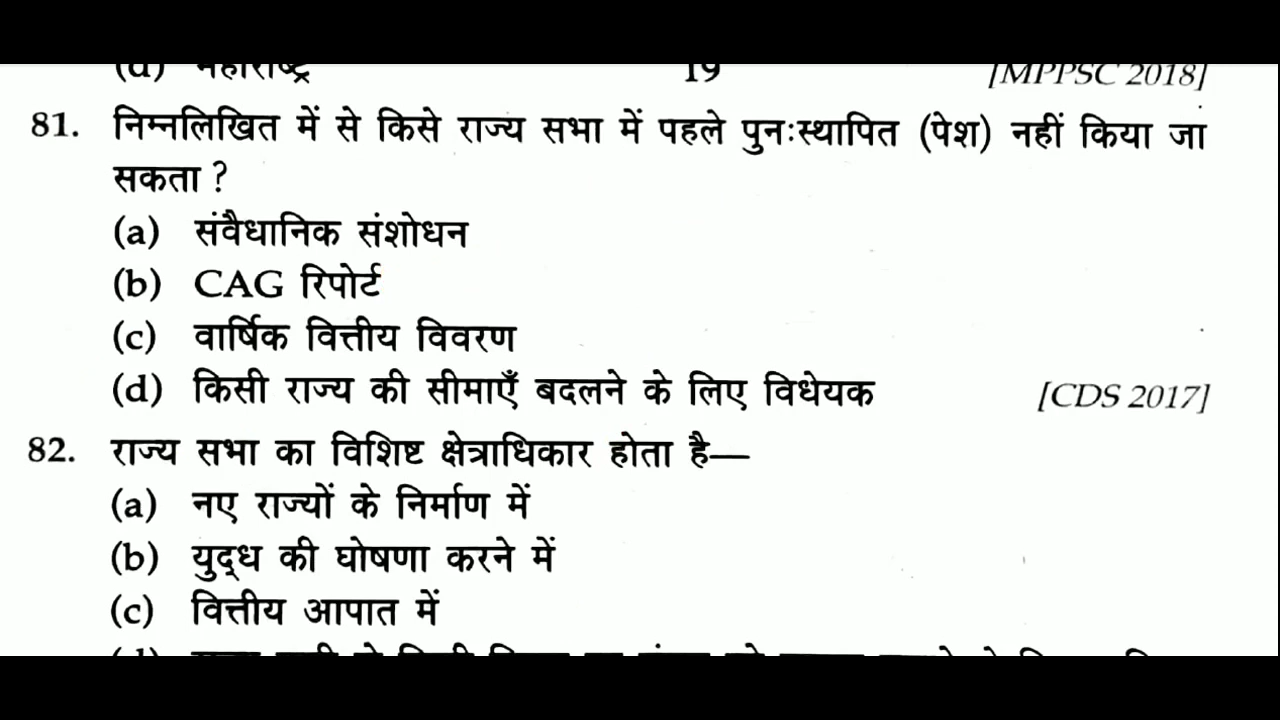 (d) महाराष्ट्र 19 [MPPSC 2018]
81. निम्नलिखित में से किसे राज्य सभा में पहले पुनःस्थापित (पेश) नहीं किया जा
सकता ?
(a) संवैधानिक संशोधन
(b) CAG रिपोर्ट
(c) वार्षिक वित्तीय विवरण
(d) किसी राज्य की सीमाएँ बदलने के लिए विधेयक [CDS 2017]
82. राज्य सभा का विशिष्ट क्षेत्राधिकार होता है—
(a) नए राज्यों के निर्माण में
(b) युद्ध की घोषणा करने में
(c) वित्तीय आपात में